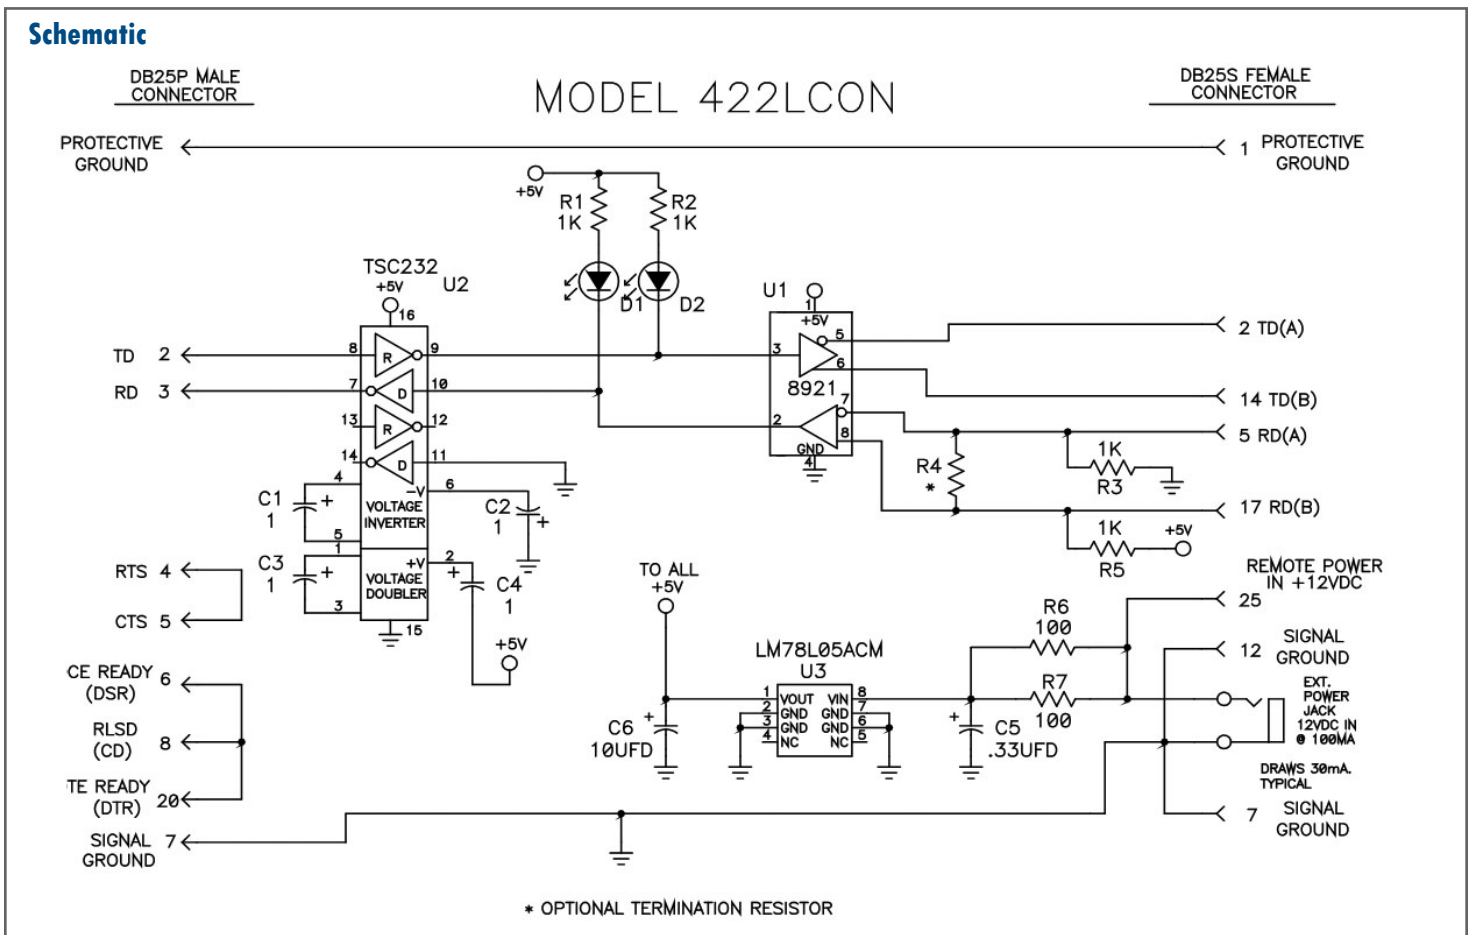 Schematic
DB25P MALE
CONNECTOR
MODEL 422LCON
DB25S FEMALE
CONNECTOR
PROTECTIVE
GROUND
1 PROTECTIVE
GROUND
+5V
R1
1K
R2
1K
D1
D2
TSC232
+5V
U2
16
TD 2
8
R
9
RD 3
7
D
10
13
R
12
14
D
11
4
-V
6
VOLTAGE
INVERTER
5
1
+V
2
VOLTAGE
DOUBLER
3
15
C1
1
+
C2
1
+
C3
1
+
C4
1
+
+5V
U1
1
+5V
3
5
6
8921
7
2
8
GND
4
2 TD(A)
14 TD(B)
5 RD(A)
17 RD(B)
R4
*
1K
R3
1K
R5
+5V
RTS 4
CTS 5
CE READY 6
(DSR)
RLSD
(CD) 8
TE READY
(DTR) 20
SIGNAL 7
GROUND
TO ALL
+5V
LM78L05ACM
U3
1 VOUT VIN 8
2 GND GND 7
3 GND GND 6
4 NC NC 5
+
C6
10UFD
+
C5
.33UFD
R6
100
R7
100
REMOTE POWER
IN +12VDC
25
12 SIGNAL
GROUND
EXT.
POWER
JACK
12VDC IN
@ 100MA
DRAWS 30mA.
TYPICAL
7 SIGNAL
GROUND
* OPTIONAL TERMINATION RESISTOR